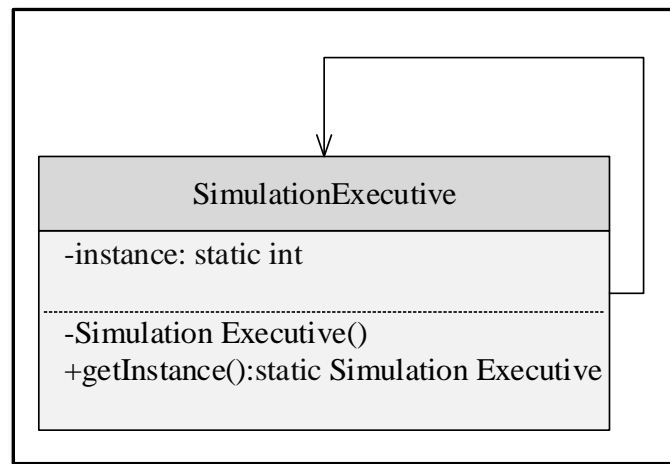 SimulationExecutive
-instance: static int
-Simulation Executive()
+getInstance():static Simulation Executive